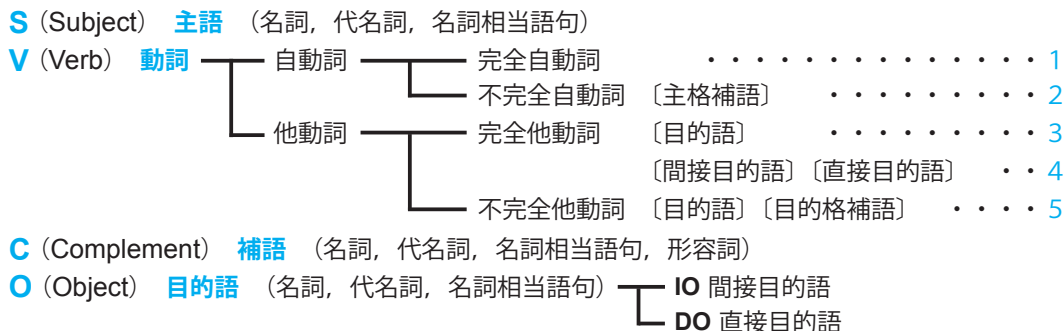 S（Subject） 主語 （名詞，代名詞，名詞相当語句）
V（Verb） 動詞 自動詞 完全自動詞 ・・・・・・・・・・・・・・1
不完全自動詞 〔主格補語〕 ・・・・・・・・・2
他動詞 完全他動詞 〔目的語〕 ・・・・・・・・・3
〔間接目的語〕〔直接目的語〕 ・・4
不完全他動詞 〔目的語〕〔目的格補語〕 ・・・・5
C（Complement） 補語 （名詞，代名詞，名詞相当語句，形容詞）
O（Object） 目的語 （名詞，代名詞，名詞相当語句） IO 間接目的語
DO 直接目的語